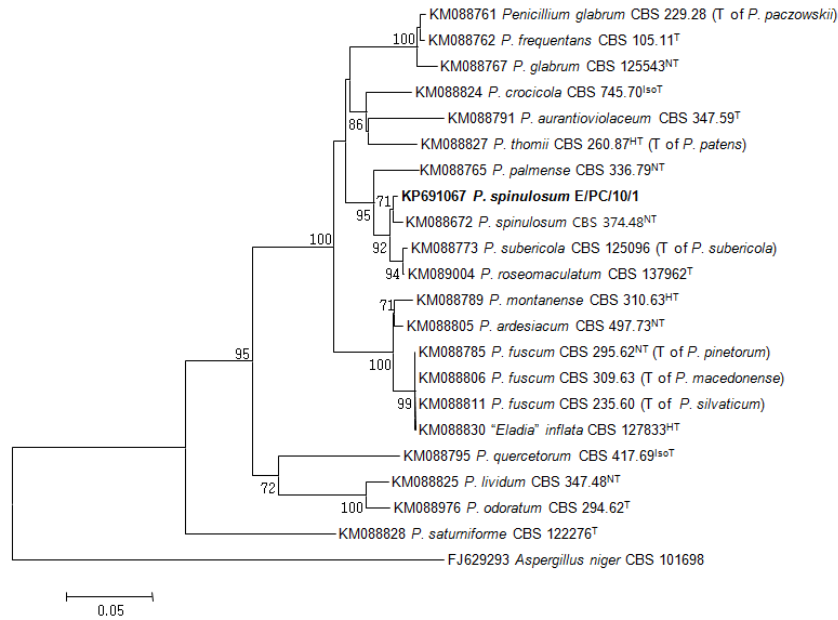 KM088761 Penicillium glabrum CBS 229.28 (T of P. paczowskii)
100
KM088762 P. frequentans CBS 105.11ᵀ
KM088767 P. glabrum CBS 125543ᴺᵀ
KM088824 P. crocicola CBS 745.70ᴵˢᵒᵀ
86
KM088791 P. aurantioviolaceum CBS 347.59ᵀ
KM088827 P. thomii CBS 260.87ᴴᵀ (T of P. patens)
KM088765 P. palmense CBS 336.79ᴺᵀ
71
KP691067 P. spinulosum E/PC/10/1
95
KM088672 P. spinulosum CBS 374.48ᴺᵀ
100
92
KM088773 P. subericola CBS 125096 (T of P. subericola)
94
KM089004 P. roseomaculatum CBS 137962ᵀ
71
KM088789 P. montanense CBS 310.63ᴴᵀ
KM088805 P. ardesiacum CBS 497.73ᴺᵀ
95
100
KM088785 P. fuscum CBS 295.62ᴺᵀ (T of P. pinetorum)
KM088806 P. fuscum CBS 309.63 (T of P. macedonense)
99
KM088811 P. fuscum CBS 235.60 (T of P. silvaticum)
KM088830 “Eladia” inflata CBS 127833ᴴᵀ
KM088795 P. quercetorum CBS 417.69ᴵˢᵒᵀ
72
KM088825 P. lividum CBS 347.48ᴺᵀ
100
KM088976 P. odoratum CBS 294.62ᵀ
KM088828 P. saturniforme CBS 122276ᵀ
FJ629293 Aspergillus niger CBS 101698
0.05